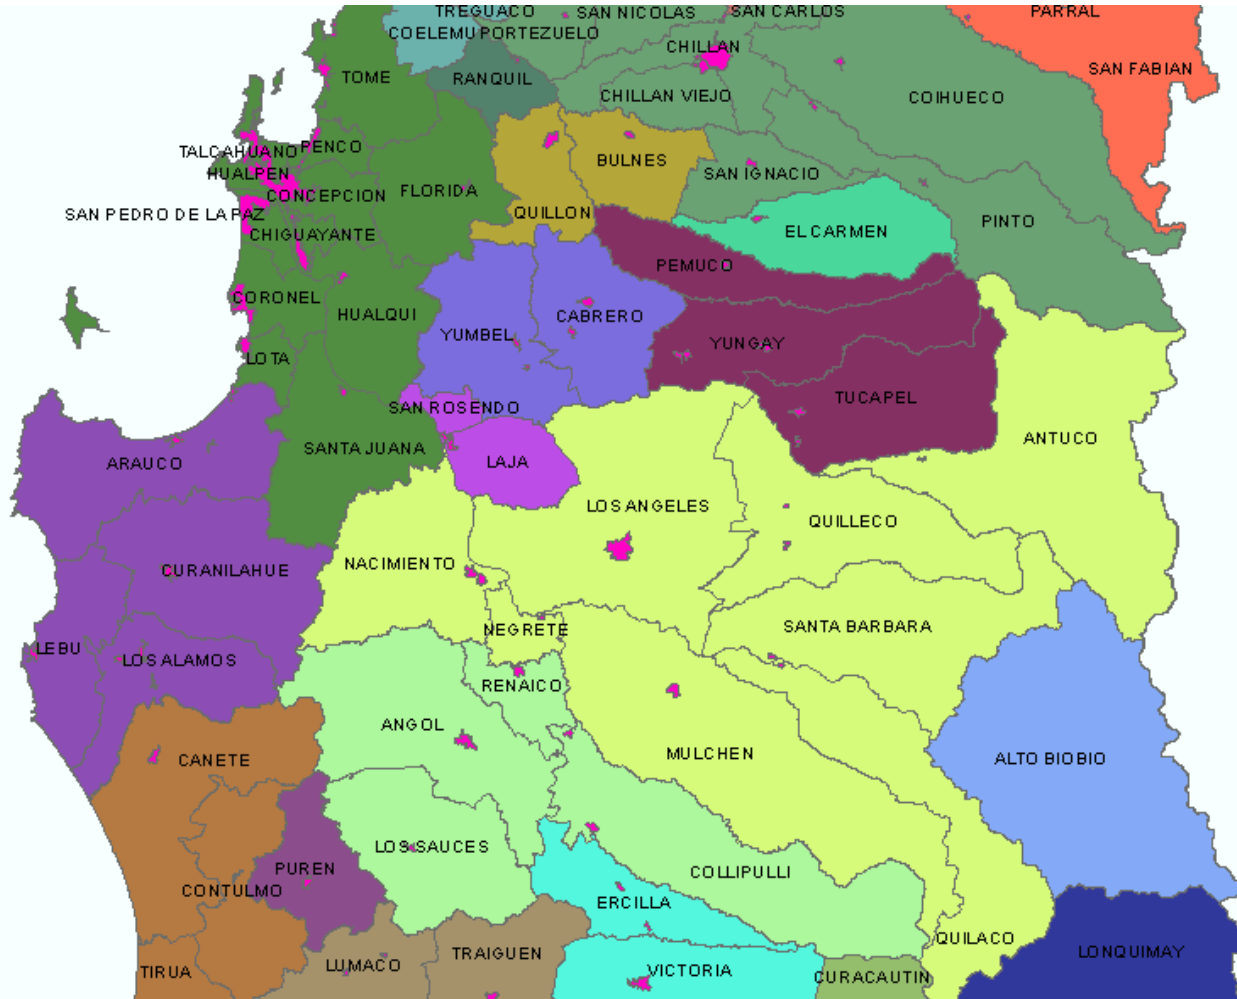 TREGUACO
SAN NICOLAS
SAN CARLOS
PARRAL
COELEMU
PORTEZUELO
CHILLAN
TOME
RANQUIL
SAN FABIAN
CHILLAN VIEJO
COIHUECO
TALCAHUANO
PENCO
BULNES
HUALPEN
SAN IGNACIO
CONCEPCION
FLORIDA
SAN PEDRO DE LA PAZ
QUILLON
PINTO
CHIGUAYANTE
EL CARMEN
PEMUCO
CORONEL
HUALQUI
CABRERO
YUMBEL
YUNGAY
LOTA
TUCAPEL
SAN ROSENDO
ANTUCO
SANTA JUANA
ARAUCO
LAJA
LOS ANGELES
QUILLECO
NACIMIENTO
CURANILAHUE
NEGRETE
SANTA BARBARA
LEBU
LOS ALAMOS
RENAICO
ANGOL
MULCHEN
CANETE
ALTO BIOBIO
LOS SAUCES
PUREN
COLLIPULLI
CONTULMO
ERCILLA
QUILACO
TRAIGUEN
LONQUIMAY
LUMACO
TIRUA
VICTORIA
CURACAUTIN